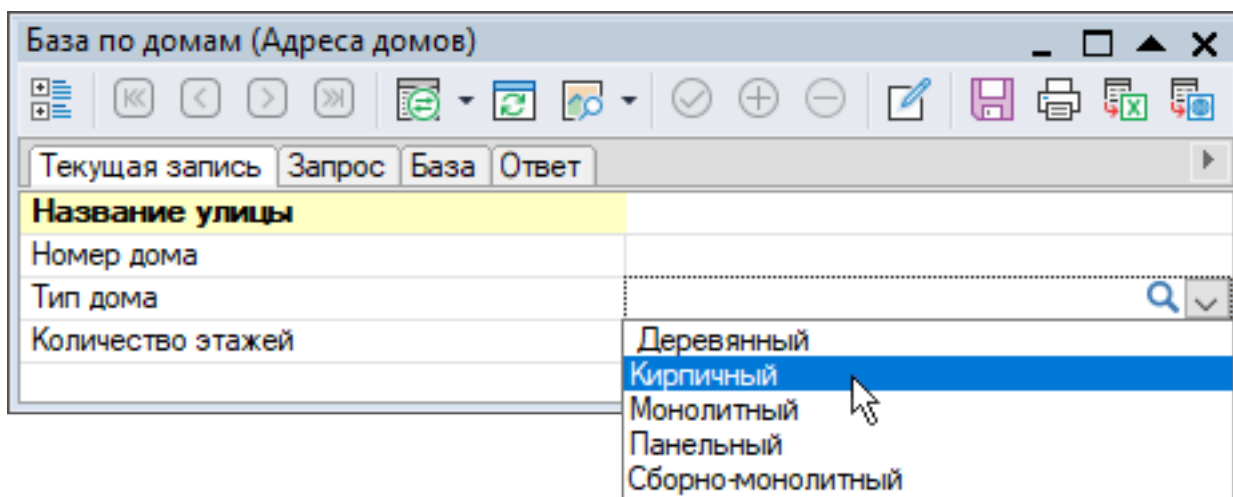 База по домам (Адреса домов)
Текущая запись Запрос База Ответ
Название улицы
Номер дома
Тип дома
Количество этажей
Деревянный
Кирпичный
Монолитный
Панельный
Сборно-монолитный